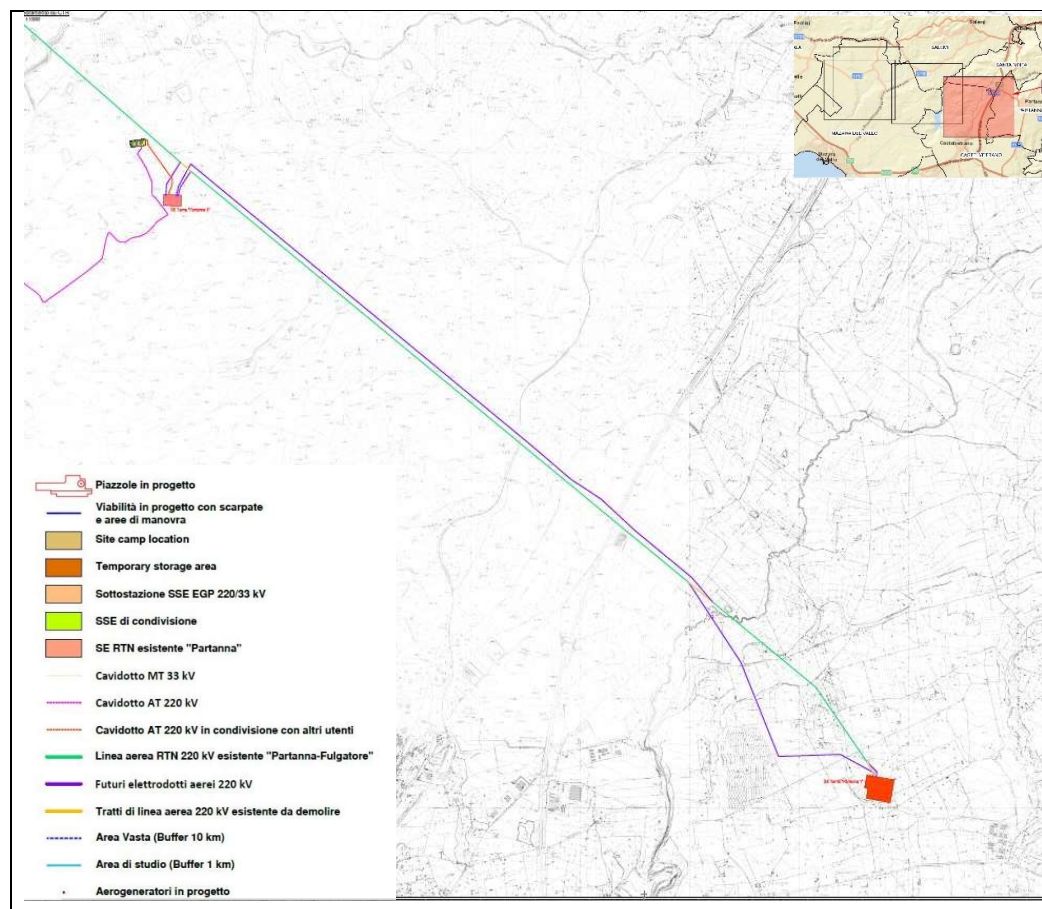 SALEMI
SANTA NINFA
MAZARA DEL VALLO
CASTELVETRANO
Piazzole in progetto
Viabilità in progetto con scarpate
e aree di manovra
Site camp location
Temporary storage area
Sottostazione SSE EGP 220/33 kV
SSE di condivisione
SE RTN esistente "Partanna"
Cavidotto MT 33 kV
Cavidotto AT 220 kV
Cavidotto AT 220 kV in condivisione con altri utenti
Linea aerea RTN 220 kV esistente "Partanna-Fulgatore"
Futuri elettrodotti aerei 220 kV
Tratti di linea aerea 220 kV esistente da demolire
Area Vasta (Buffer 10 km)
Area di studio (Buffer 1 km)
Aerogeneratori in progetto